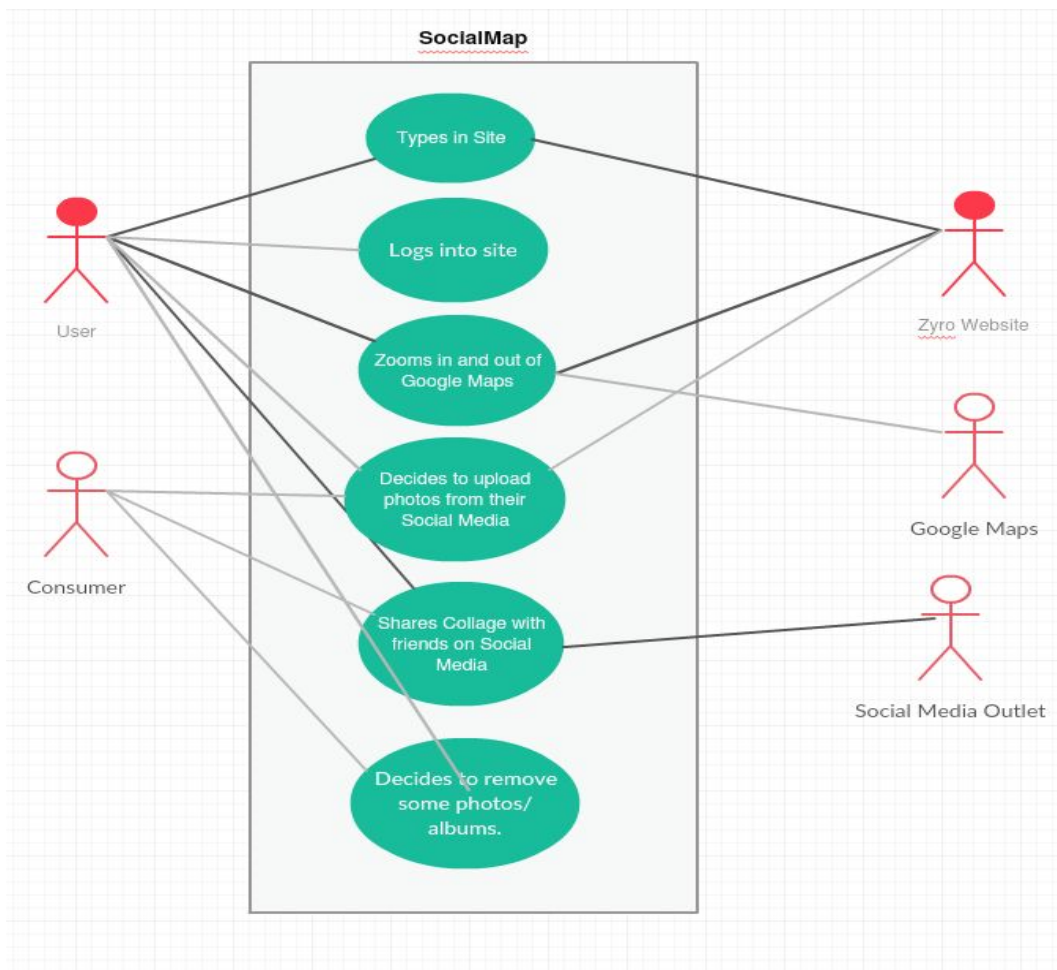 SocialMap
Types in Site
Logs into site
User
Zyro Website
Zooms in and out of
Google Maps
Decides to upload
photos from their
Social Media
Google Maps
Consumer
Shares Collage with
friends on Social
Media
Social Media Outlet
Decides to remove
some photos/
albums.